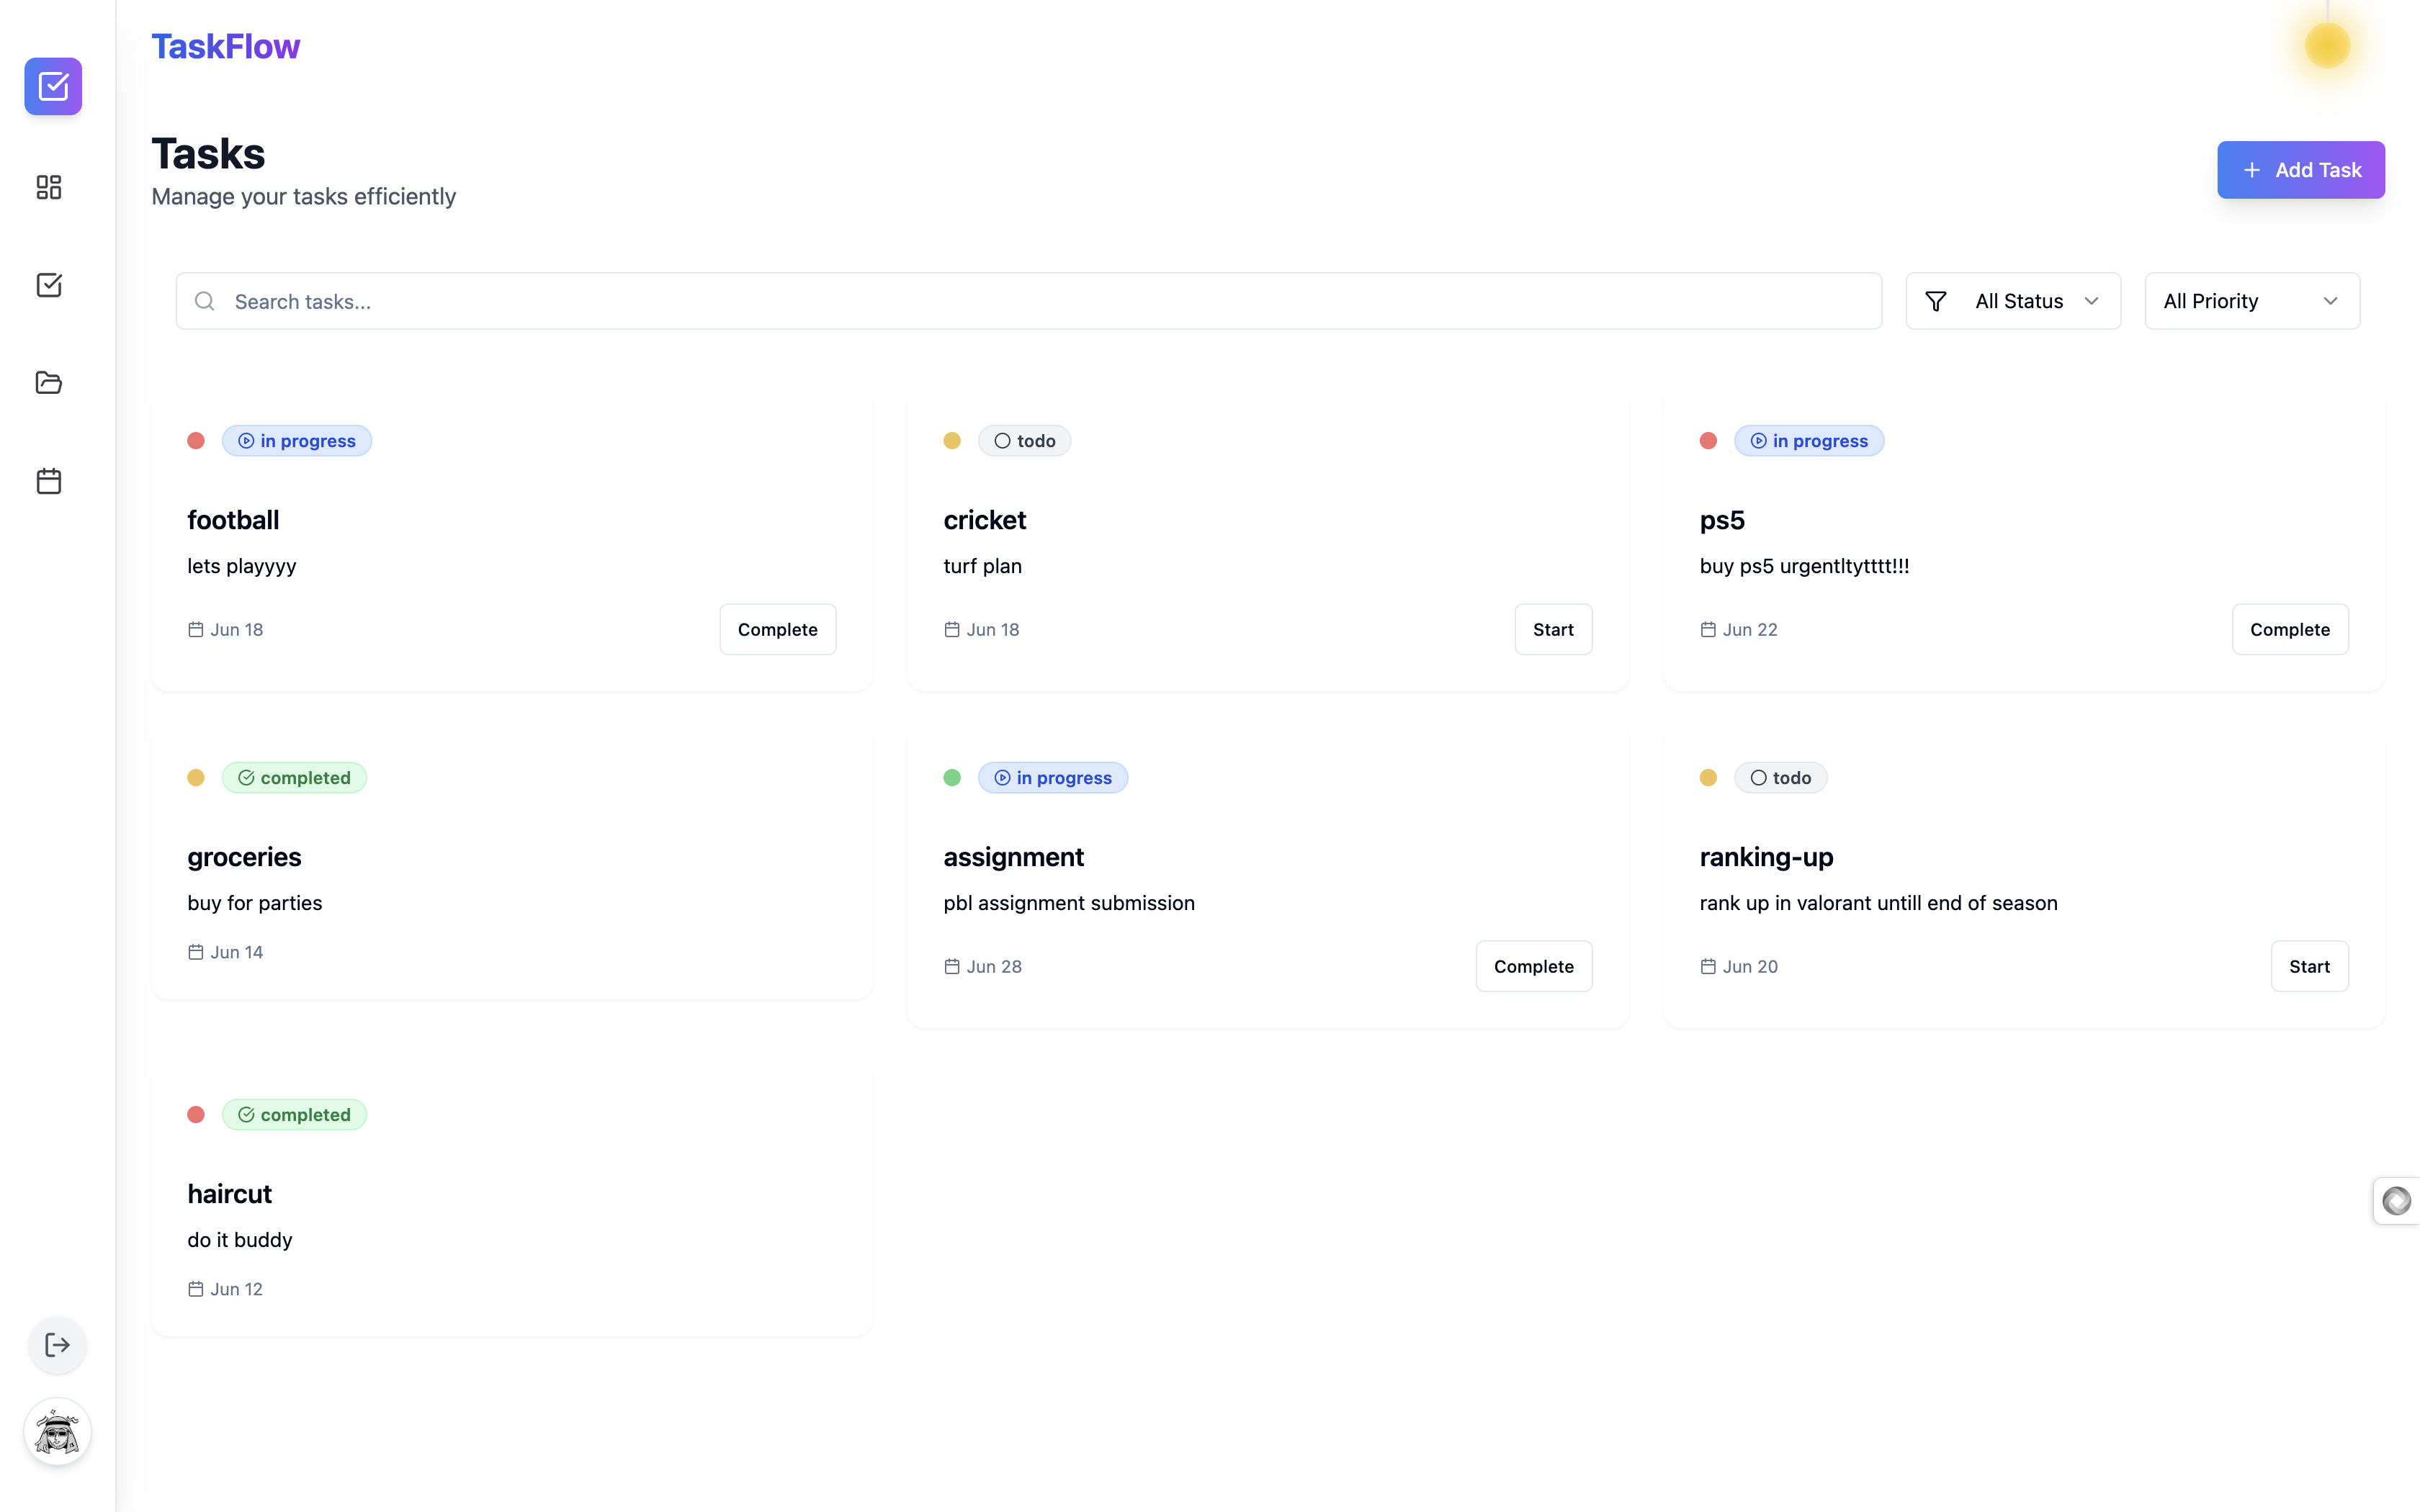 TaskFlow
Tasks
Manage your tasks efficiently
Add Task
Search tasks...
All Status
All Priority
in progress
football
lets playyyy
Jun 18
Complete
todo
cricket
turf plan
Jun 18
Start
in progress
ps5
buy ps5 urgentltytttt!!!
Jun 22
Complete
completed
groceries
buy for parties
Jun 14
in progress
assignment
pbl assignment submission
Jun 28
Complete
todo
ranking-up
rank up in valorant untill end of season
Jun 20
Start
completed
haircut
do it buddy
Jun 12